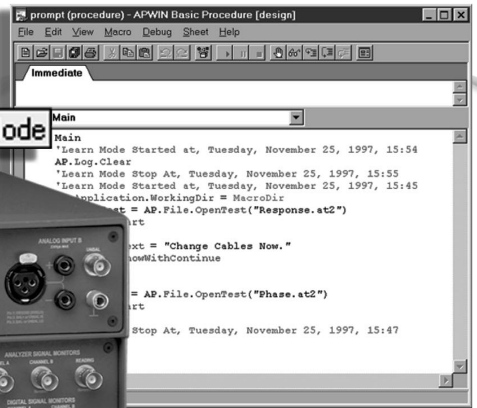 prompt (procedure) - APWIN Basic Procedure [design]
File Edit View Macro Debug Sheet Help
Immediate
Main
ode
Main
'Learn Mode Started at, Tuesday, November 25, 1997, 15:54
AP.Log.Clear
'Learn Mode Stop At, Tuesday, November 25, 1997, 15:55
'Learn Mode Started at, Tuesday, November 25, 1997, 15:45
Application.WorkingDir = MacroDir
= AP.File.OpenTest("Response.at2")
ext = "Change Cables Now."
howWithContinue
= AP.File.OpenTest("Phase.at2")
Stop At, Tuesday, November 25, 1997, 15:47
ANALOG INPUT B
UNBAL
ANALYZER SIGNAL MONITORS
CHANNEL B
READING
DIGITAL SIGNAL MONITORS